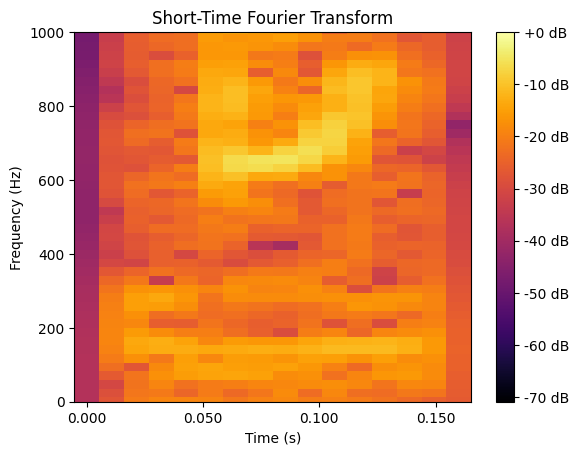 Short-Time Fourier Transform
1000
800
600
400
200
0
Frequency (Hz)
0.000
0.050
0.100
0.150
Time (s)
+0 dB
-10 dB
-20 dB
-30 dB
-40 dB
-50 dB
-60 dB
-70 dB